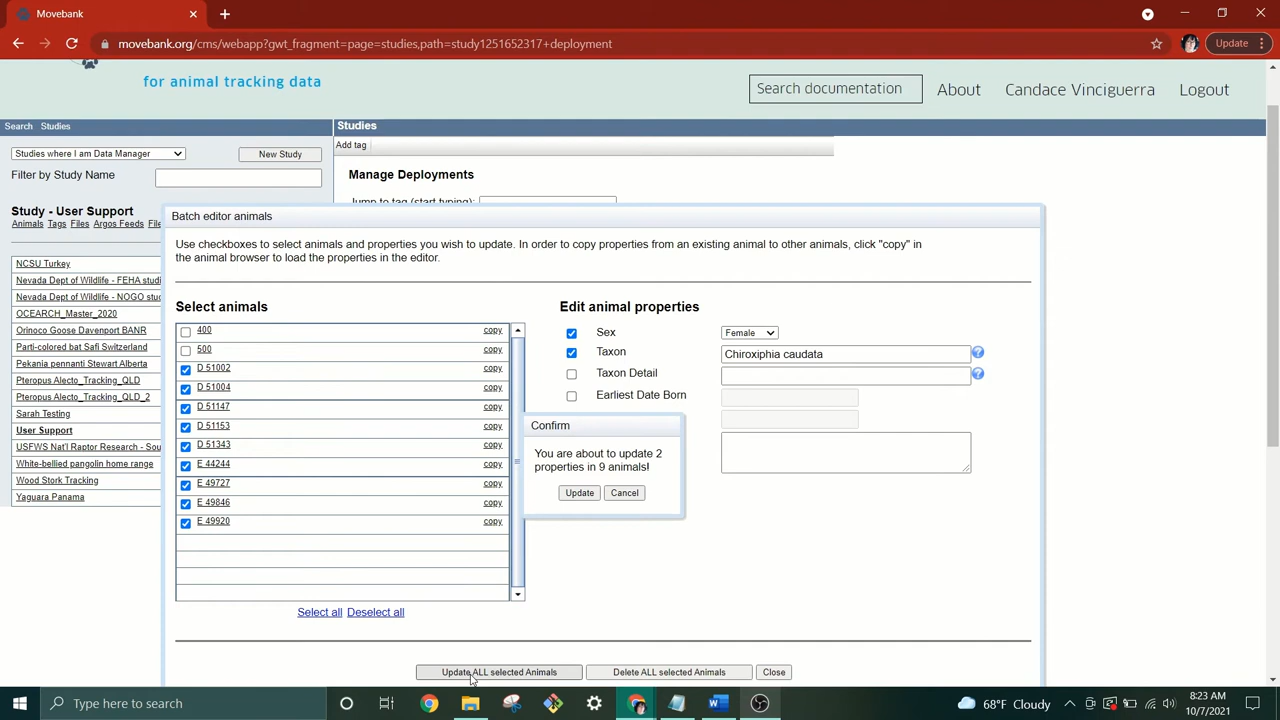 Movebank
movebank.org/cms/webapp?gwt_fragment=page=studies,path=study1251652317+deployment
Update
for animal tracking data
Search documentation
About
Candace Vinciguerra
Logout
Search Studies
Studies
Studies where I am Data Manager
New Study
Add tag
Filter by Study Name
Manage Deployments
Jump to tag (start typing):
Study - User Support
Animals Tags Files Argos Feeds File
NCSU Turkey
Nevada Dept of Wildlife - FEHA studi
Nevada Dept of Wildlife - NOGO stu
OCEARCH_Master_2020
Orinoco Goose Davenport BANR
Parti-colored bat Safi Switzerland
Pekania pennanti Stewart Alberta
Pteropus Alecto_Tracking_QLD
Pteropus Alecto_Tracking_QLD_2
Sarah Testing
User Support
USFWS Nat'l Raptor Research - Sou
White-bellied pangolin home range
Wood Stork Tracking
Yaguara Panama
Batch editor animals
Use checkboxes to select animals and properties you wish to update. In order to copy properties from an existing animal to other animals, click "copy" in
the animal browser to load the properties in the editor.
Select animals
400 copy
500 copy
D 51002 copy
D 51004 copy
D 51147 copy
D 51153 copy
D 51343 copy
E 44244 copy
E 49727 copy
E 49846 copy
E 49920 copy
Select all Deselect all
Edit animal properties
Sex Female
Taxon Chiroxiphia caudata
Taxon Detail
Earliest Date Born
Confirm
You are about to update 2
properties in 9 animals!
Update Cancel
Update ALL selected Animals
Delete ALL selected Animals
Close
Type here to search
68°F Cloudy
8:23 AM
10/7/2021